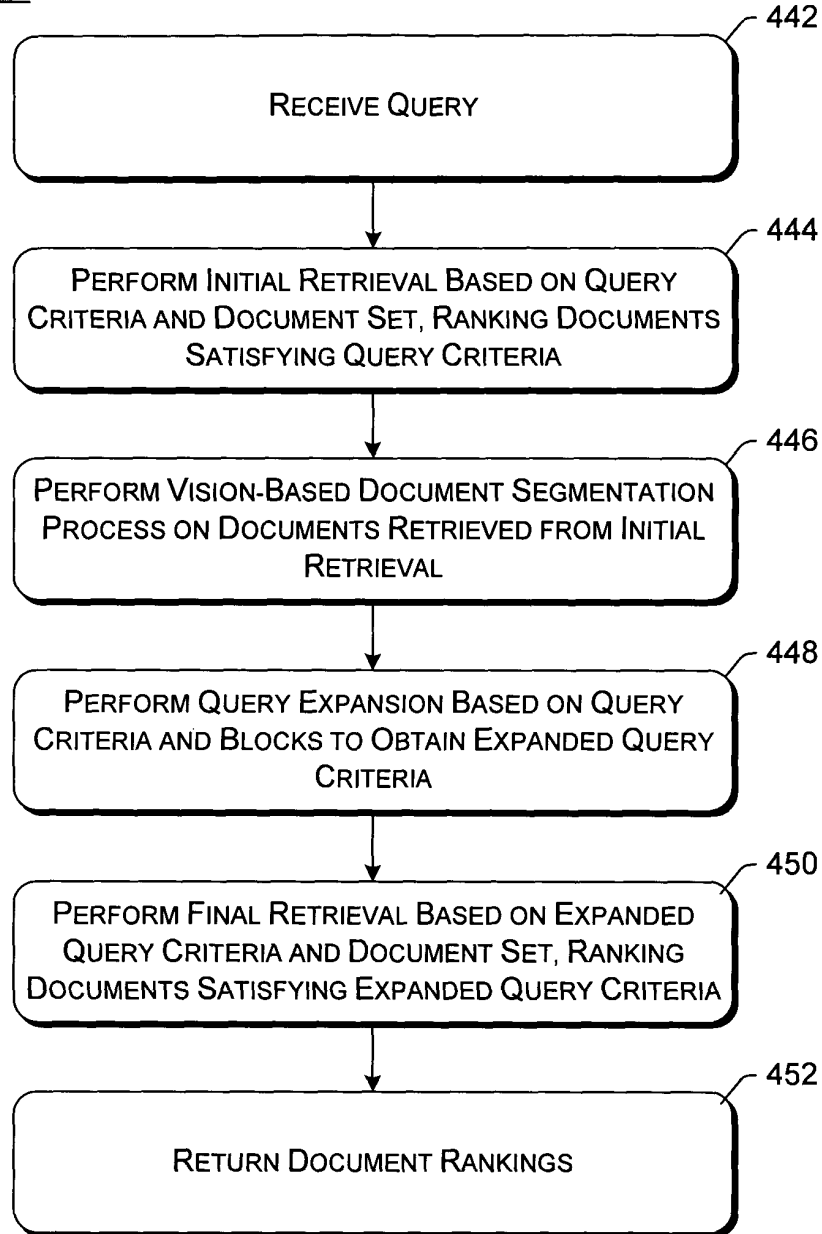 442
RECEIVE QUERY
444
PERFORM INITIAL RETRIEVAL BASED ON QUERY
CRITERIA AND DOCUMENT SET, RANKING DOCUMENTS
SATISFYING QUERY CRITERIA
446
PERFORM VISION-BASED DOCUMENT SEGMENTATION
PROCESS ON DOCUMENTS RETRIEVED FROM INITIAL
RETRIEVAL
448
PERFORM QUERY EXPANSION BASED ON QUERY
CRITERIA AND BLOCKS TO OBTAIN EXPANDED QUERY
CRITERIA
450
PERFORM FINAL RETRIEVAL BASED ON EXPANDED
QUERY CRITERIA AND DOCUMENT SET, RANKING
DOCUMENTS SATISFYING EXPANDED QUERY CRITERIA
452
RETURN DOCUMENT RANKINGS